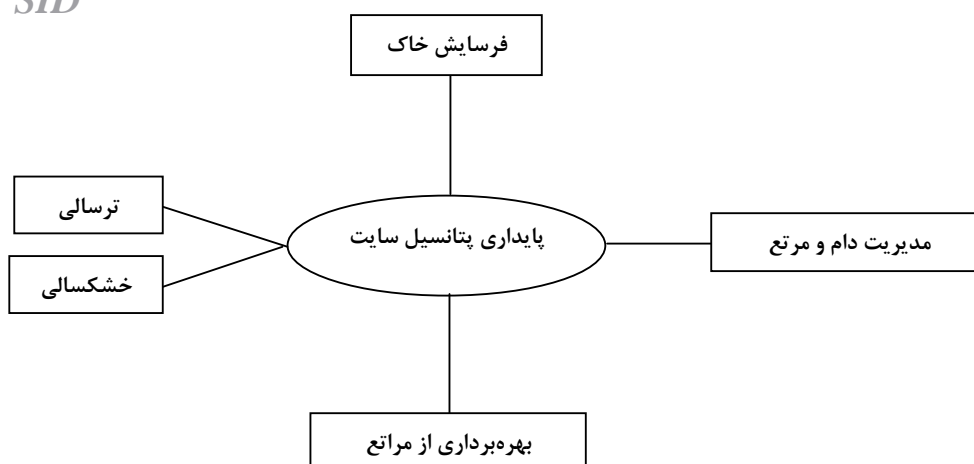 SID
فرسایش خاک
ترسالی
پایداری پتانسیل سایت
مدیریت دام و مرتع
خشکسالی
بهره‌برداری از مراتع